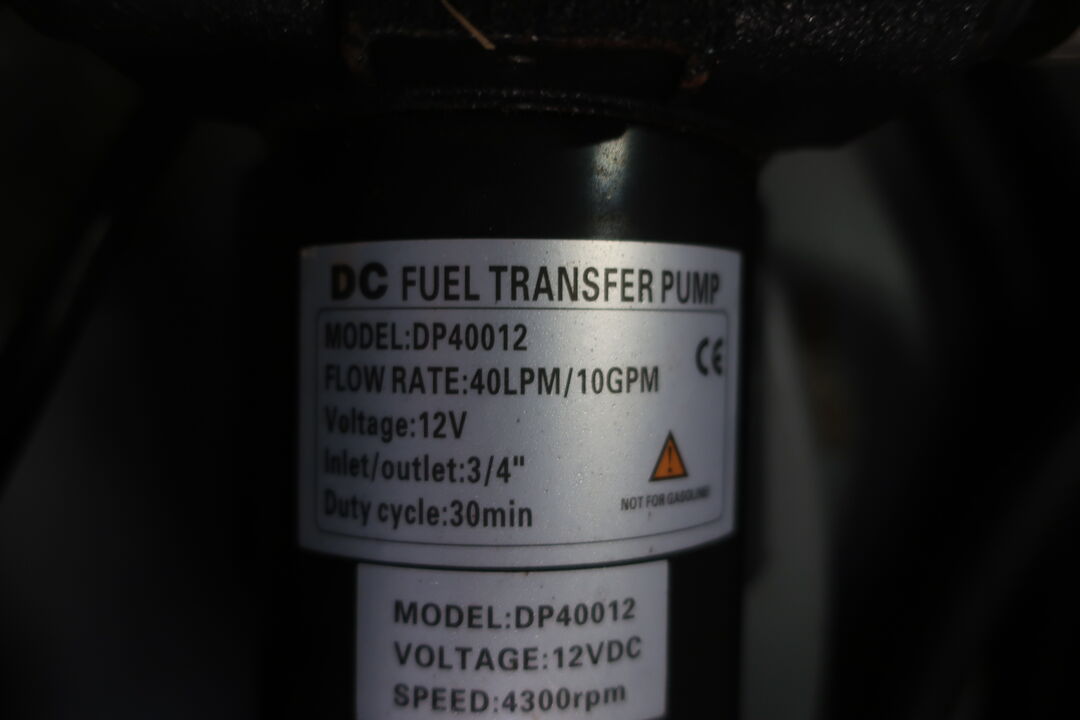 DC FUEL TRANSFER PUMP
MODEL:DP40012
CE
FLOW RATE:40LPM/10GPM
Voltage:12V
Inlet/outlet:3/4"
Duty cycle:30min
NOT FOR GASOLINE!
MODEL:DP40012
VOLTAGE:12VDC
SPEED:4300rpm